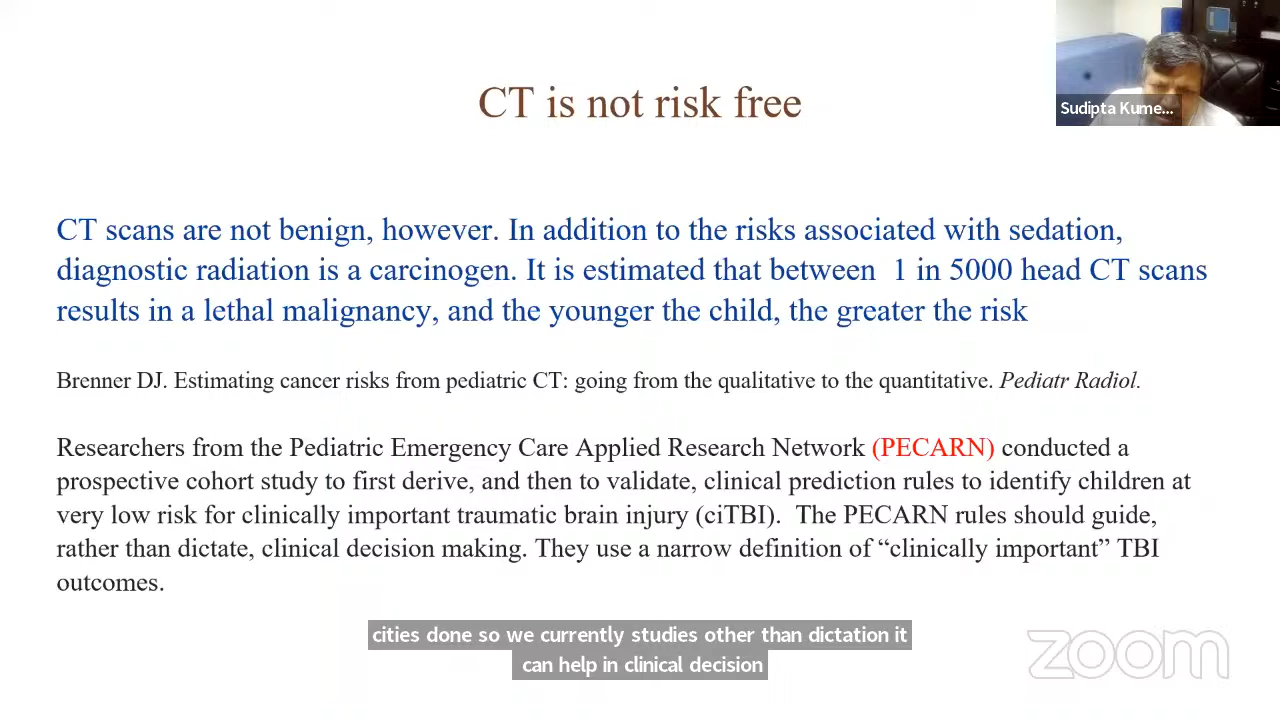 CT is not risk free
Sudipta Kume...
CT scans are not benign, however. In addition to the risks associated with sedation,
diagnostic radiation is a carcinogen. It is estimated that between  1 in 5000 head CT scans
results in a lethal malignancy, and the younger the child, the greater the risk
Brenner DJ. Estimating cancer risks from pediatric CT: going from the qualitative to the quantitative. Pediatr Radiol.
Researchers from the Pediatric Emergency Care Applied Research Network (PECARN) conducted a
prospective cohort study to first derive, and then to validate, clinical prediction rules to identify children at
very low risk for clinically important traumatic brain injury (ciTBI).  The PECARN rules should guide,
rather than dictate, clinical decision making. They use a narrow definition of “clinically important” TBI
outcomes.
cities done so we currently studies other than dictation it
can help in clinical decision
zoom